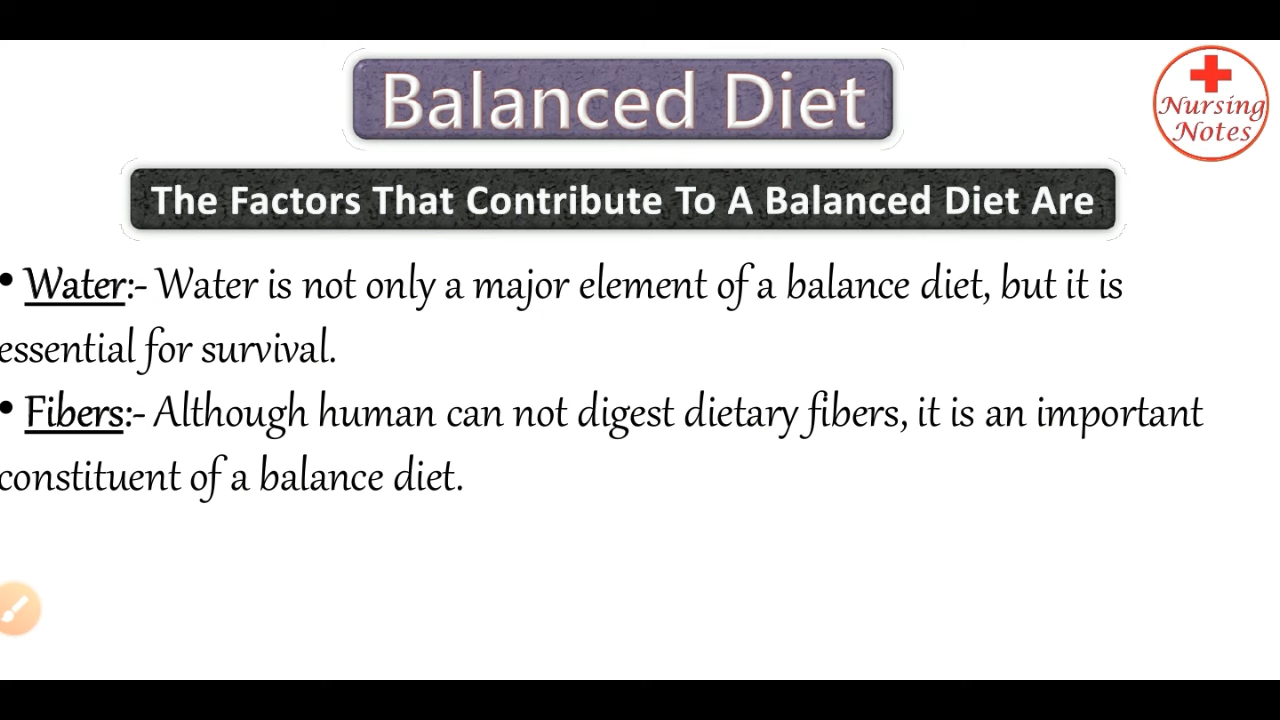 Balanced Diet
Nursing
Notes
The Factors That Contribute To A Balanced Diet Are
• Water:- Water is not only a major element of a balance diet, but it is
essential for survival.
• Fibers:- Although human can not digest dietary fibers, it is an important
constituent of a balance diet.